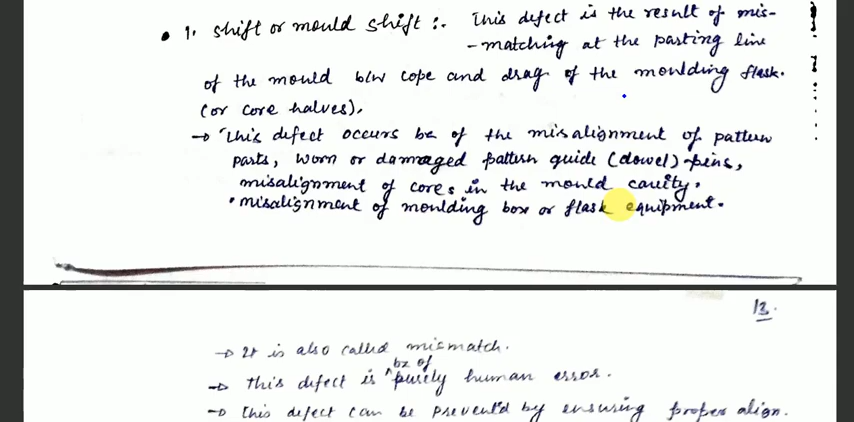 • 1. Shift or mould shift :. This defect is the result of mis-
-matching at the parting line
of the mould b/w cope and drag of the moulding flask.
(or core halves).
→ This defect occurs bz of the misalignment of pattern
parts, worn or damaged pattern guide (dowel) pins,
misalignment of cores in the mould cavity.
• misalignment of moulding box or flask equipment.
13.
→ It is also called mismatch.
bz of
→ This defect is ^ purely human error.
→ This defect can be prevent'd by ensuring proper align.